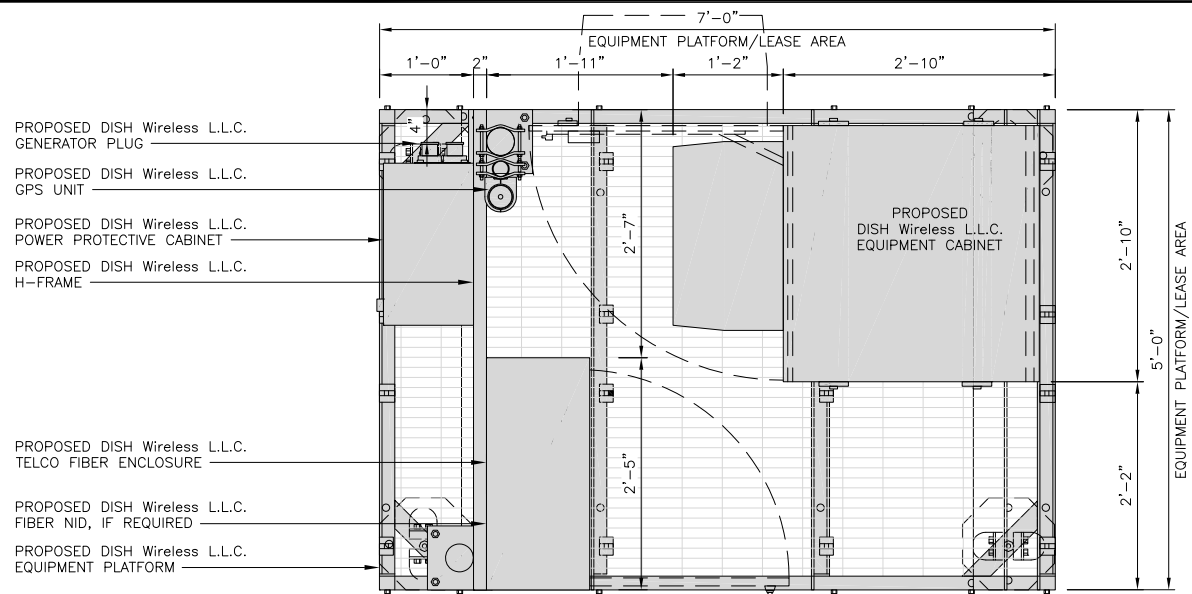 7'-0"
EQUIPMENT PLATFORM/LEASE AREA
1'-0" 2" 1'-11" 1'-2" 2'-10"
4"
PROPOSED DISH Wireless L.L.C.
GENERATOR PLUG
PROPOSED DISH Wireless L.L.C.
GPS UNIT
PROPOSED DISH Wireless L.L.C.
POWER PROTECTIVE CABINET
PROPOSED DISH Wireless L.L.C.
H-FRAME
PROPOSED DISH Wireless L.L.C.
TELCO FIBER ENCLOSURE
PROPOSED DISH Wireless L.L.C.
FIBER NID, IF REQUIRED
PROPOSED DISH Wireless L.L.C.
EQUIPMENT PLATFORM
2'-7"
2'-5"
PROPOSED
DISH Wireless L.L.C.
EQUIPMENT CABINET
2'-10"
2'-2"
5'-0"
EQUIPMENT PLATFORM/LEASE AREA